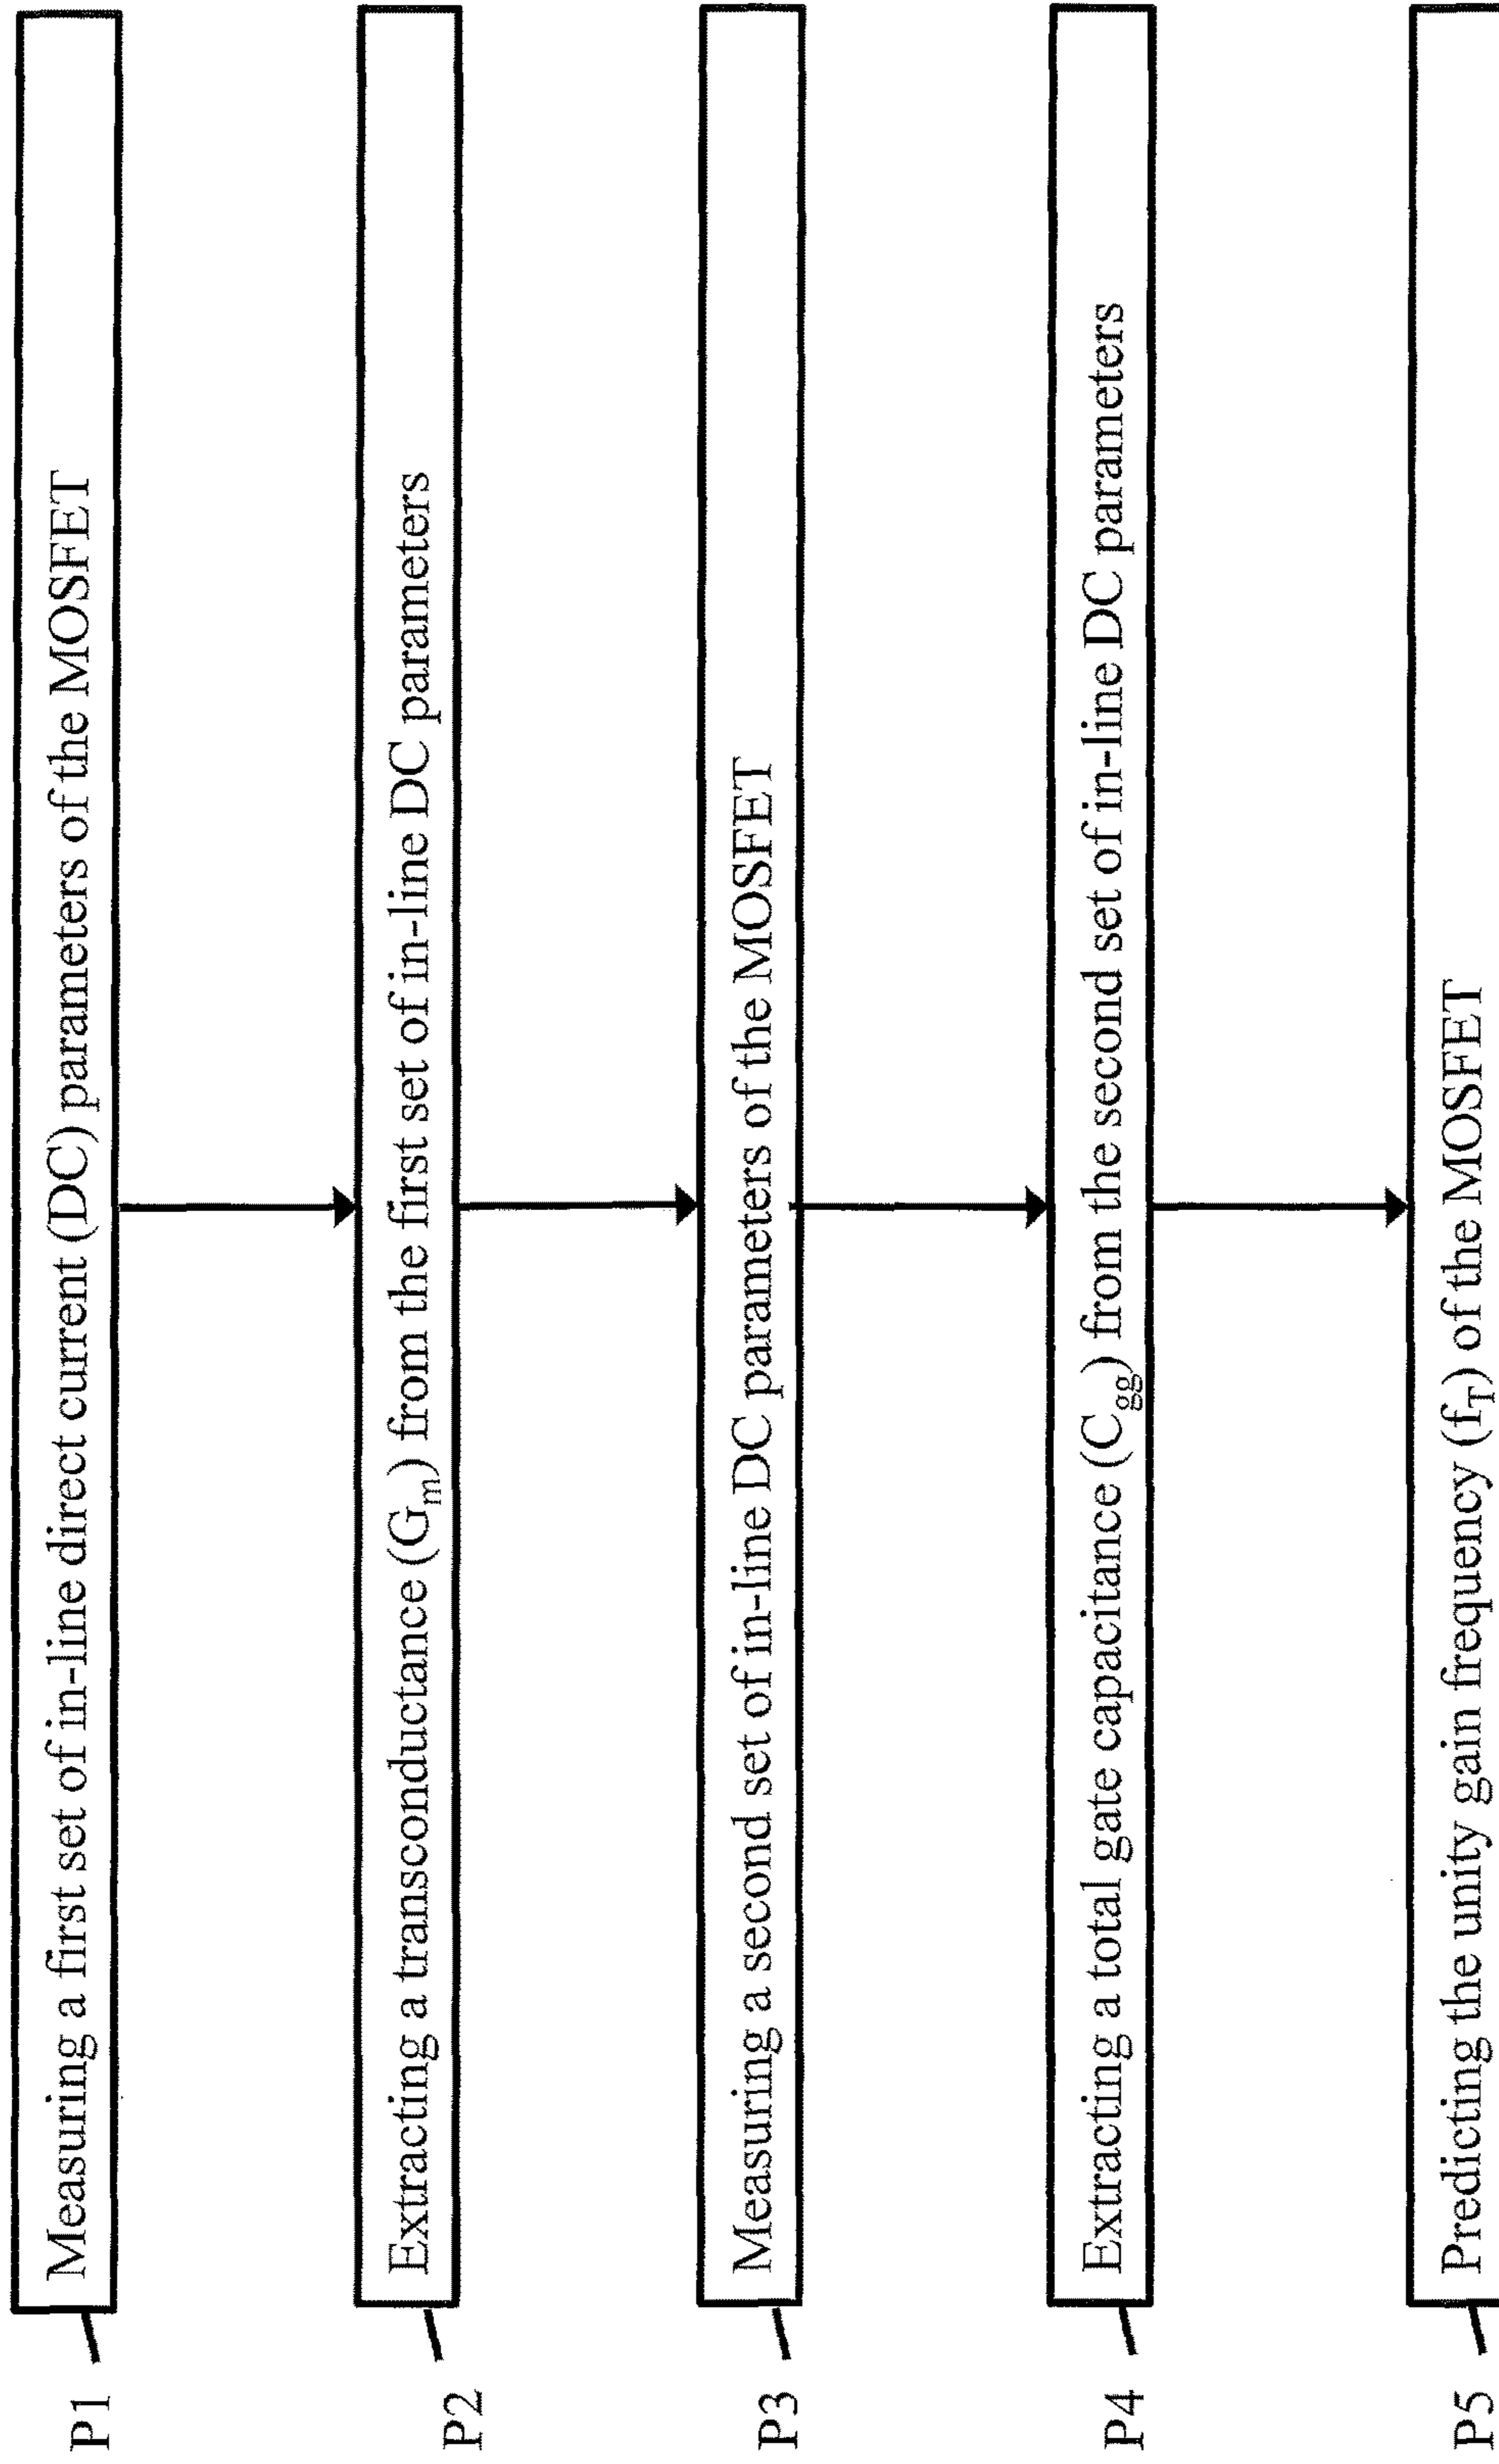 P1 Measuring a first set of in-line direct current (DC) parameters of the MOSFET
P2 Extracting a transconductance (Gₘ) from the first set of in-line DC parameters
P3 Measuring a second set of in-line DC parameters of the MOSFET
P4 Extracting a total gate capacitance (C_gg) from the second set of in-line DC parameters
P5 Predicting the unity gain frequency (f_T) of the MOSFET